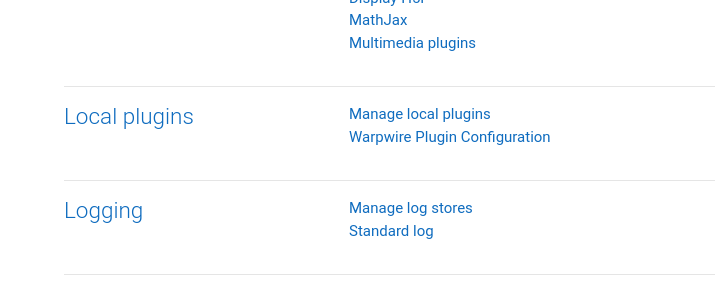 MathJax
Multimedia plugins
Local plugins
Manage local plugins
Warpwire Plugin Configuration
Logging
Manage log stores
Standard log